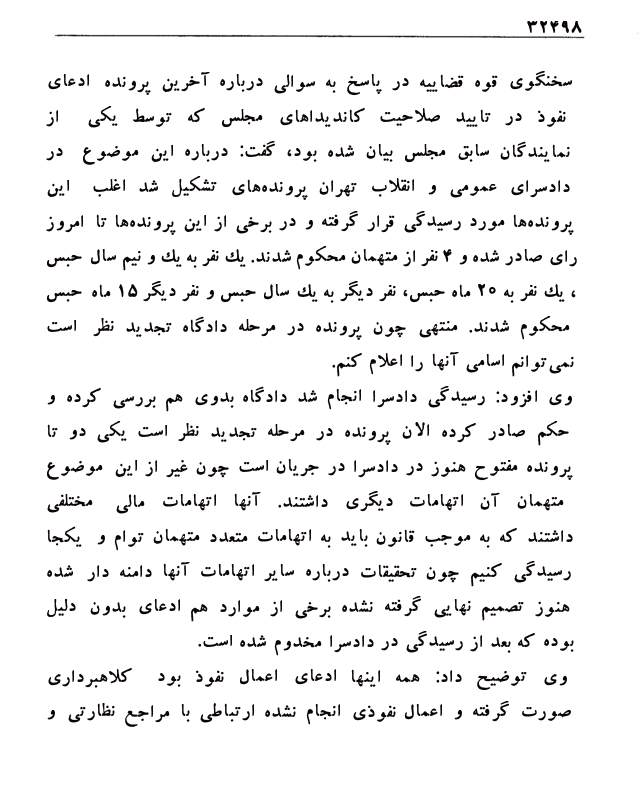 ۳۲۴۹۸
سخنگوی قوه قضاییه در پاسخ به سوالی درباره آخرین پرونده ادعای
نفوذ در تایید صلاحیت کاندیداهای مجلس که توسط یکی از
نمایندگان سابق مجلس بیان شده بود، گفت: درباره این موضوع در
دادسرای عمومی و انقلاب تهران پرونده‌های تشکیل شد اغلب این
پرونده‌ها مورد رسیدگی قرار گرفته و در برخی از این پرونده‌ها تا امروز
رای صادر شده و ۴ نفر از متهمان محکوم شدند. یك نفر به یك و نیم سال حبس
، یك نفر به ۲۰ ماه حبس، نفر دیگر به یك سال حبس و نفر دیگر ۱۵ ماه حبس
محکوم شدند. منتهی چون پرونده در مرحله دادگاه تجدید نظر است
نمی‌توانم اسامی آنها را اعلام کنم.
وی افزود: رسیدگی دادسرا انجام شد دادگاه بدوی هم بررسی کرده و
حکم صادر کرده الان پرونده در مرحله تجدید نظر است یکی دو تا
پرونده مفتوح هنوز در دادسرا در جریان است چون غیر از این موضوع
متهمان آن اتهامات دیگری داشتند. آنها اتهامات مالی مختلفی
داشتند که به موجب قانون باید به اتهامات متعدد متهمان توام و یکجا
رسیدگی کنیم چون تحقیقات درباره سایر اتهامات آنها دامنه دار شده
هنوز تصمیم نهایی گرفته نشده برخی از موارد هم ادعای بدون دلیل
بوده که بعد از رسیدگی در دادسرا مخدوم شده است.
وی توضیح داد: همه اینها ادعای اعمال نفوذ بود کلاهبرداری
صورت گرفته و اعمال نفوذی انجام نشده ارتباطی با مراجع نظارتی و